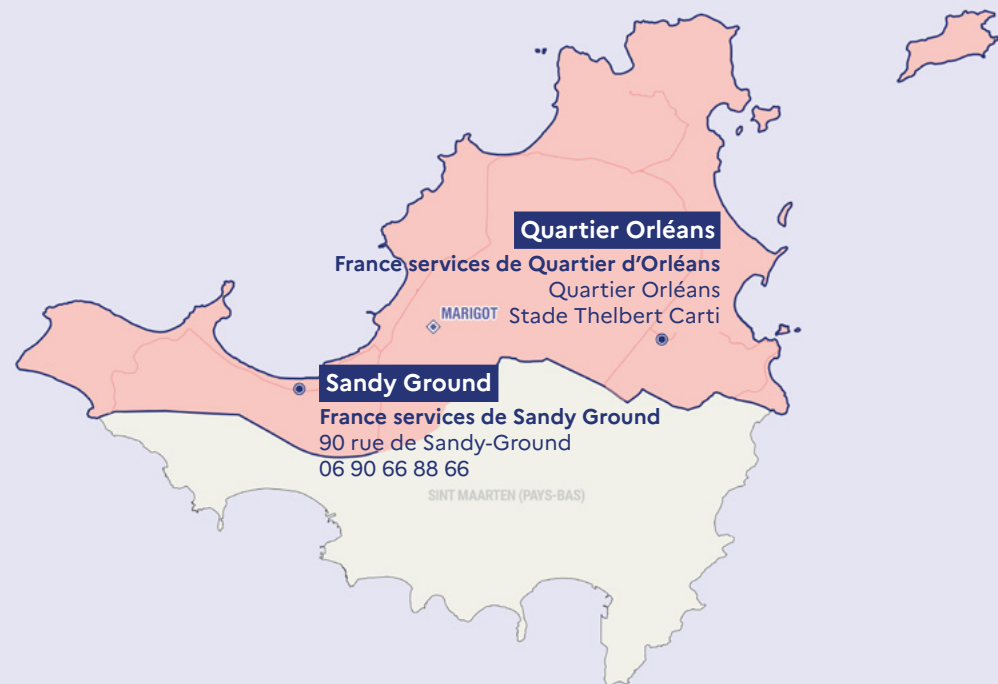 Quartier Orléans
France services de Quartier d'Orléans
Quartier Orléans
Stade Thelbert Carti
MARIGOT
Sandy Ground
France services de Sandy Ground
90 rue de Sandy-Ground
06 90 66 88 66
SINT MAARTEN (PAYS-BAS)